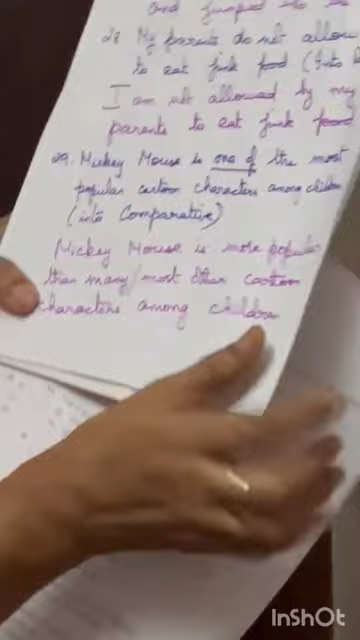 and jumped
28 My parents do not allow
to eat junk food (Into
I am not allowed by my
parents to eat junk food
29. Mickey Mouse is one of the most
popular cartoon characters among children
(into Comparative)
Mickey Mouse is more popular
than many/most other cartoon
characters among children
InShOt